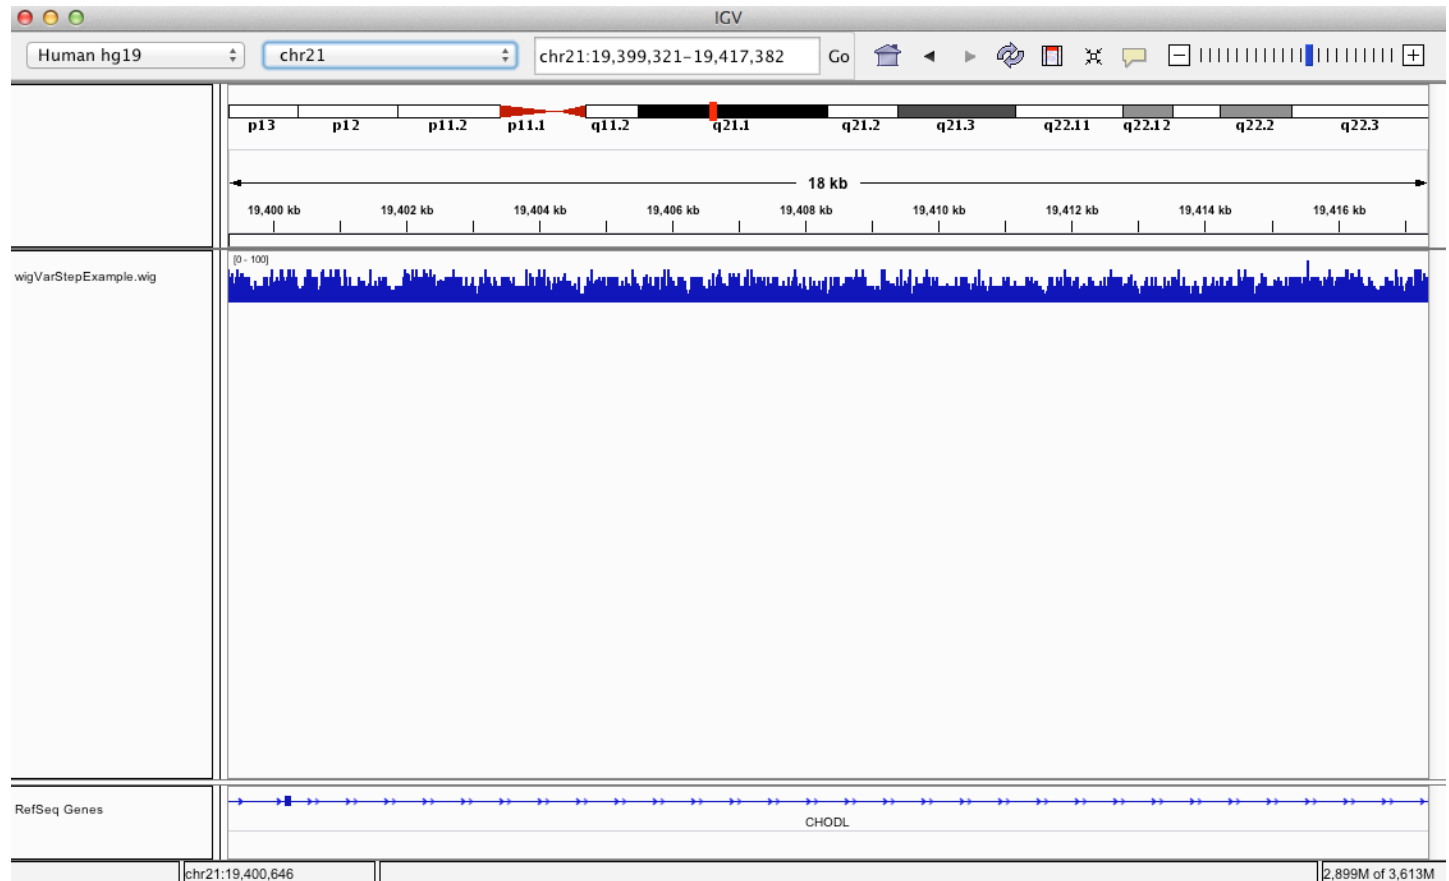 IGV
Human hg19 chr21 chr21:19,399,321-19,417,382 Go
p13 p12 p11.2 p11.1 q11.2 q21.1 q21.2 q21.3 q22.11 q22.12 q22.2 q22.3
18 kb
19,400 kb 19,402 kb 19,404 kb 19,406 kb 19,408 kb 19,410 kb 19,412 kb 19,414 kb 19,416 kb
[0 - 100]
wigVarStepExample.wig
RefSeq Genes
CHODL
chr21:19,400,646 2,899M of 3,613M